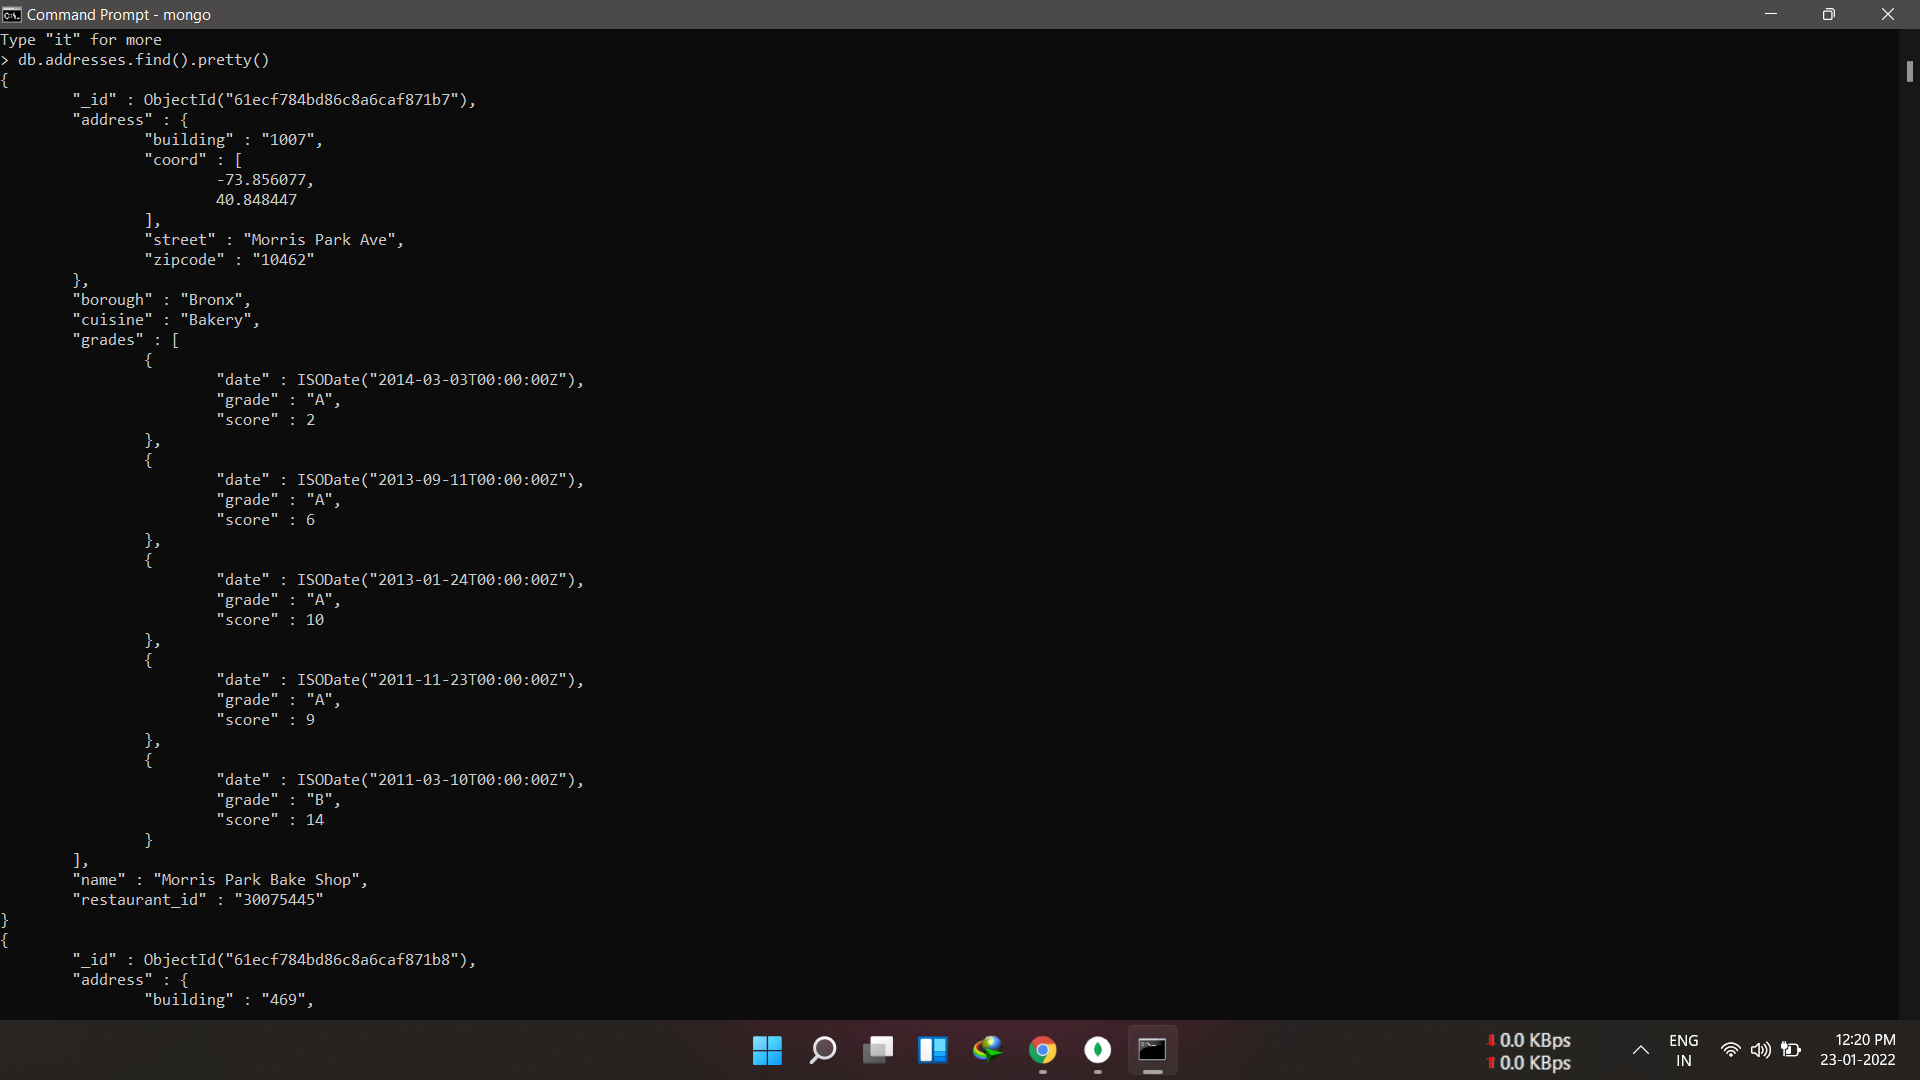 Command Prompt - mongo
Type "it" for more
> db.addresses.find().pretty()
{
        "_id" : ObjectId("61ecf784bd86c8a6caf871b7"),
        "address" : {
                "building" : "1007",
                "coord" : [
                        -73.856077,
                        40.848447
                ],
                "street" : "Morris Park Ave",
                "zipcode" : "10462"
        },
        "borough" : "Bronx",
        "cuisine" : "Bakery",
        "grades" : [
                {
                        "date" : ISODate("2014-03-03T00:00:00Z"),
                        "grade" : "A",
                        "score" : 2
                },
                {
                        "date" : ISODate("2013-09-11T00:00:00Z"),
                        "grade" : "A",
                        "score" : 6
                },
                {
                        "date" : ISODate("2013-01-24T00:00:00Z"),
                        "grade" : "A",
                        "score" : 10
                },
                {
                        "date" : ISODate("2011-11-23T00:00:00Z"),
                        "grade" : "A",
                        "score" : 9
                },
                {
                        "date" : ISODate("2011-03-10T00:00:00Z"),
                        "grade" : "B",
                        "score" : 14
                }
        ],
        "name" : "Morris Park Bake Shop",
        "restaurant_id" : "30075445"
}
{
        "_id" : ObjectId("61ecf784bd86c8a6caf871b8"),
        "address" : {
                "building" : "469",
0.0 KBps
0.0 KBps
ENG
IN
12:20 PM
23-01-2022